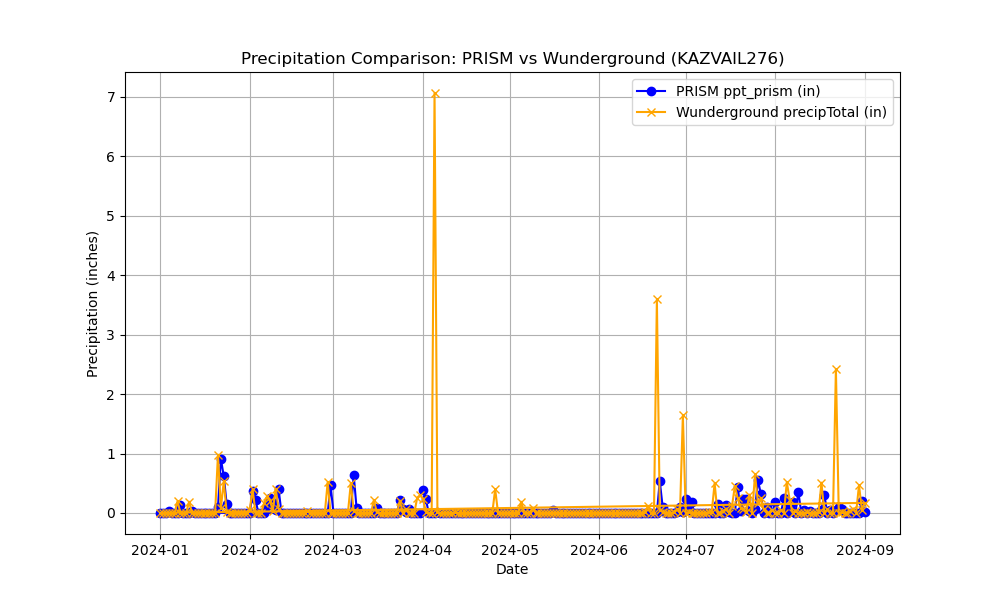 Precipitation Comparison: PRISM vs Wunderground (KAZVAIL276)
PRISM ppt_prism (in)
Wunderground precipTotal (in)
Precipitation (inches)
7
6
5
4
3
2
1
0
2024-01 2024-02 2024-03 2024-04 2024-05 2024-06 2024-07 2024-08 2024-09
Date